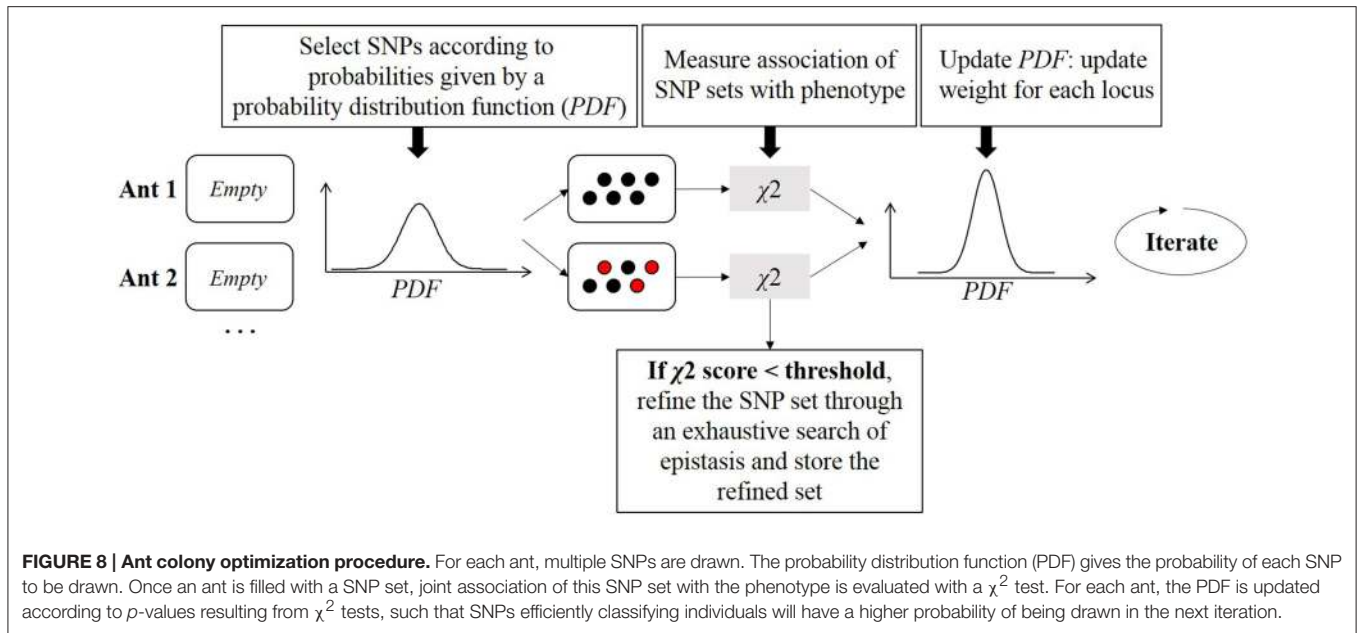 Select SNPs according to
probabilities given by a
probability distribution function (PDF)
Measure association of
SNP sets with phenotype
Update PDF: update
weight for each locus
Ant 1
Empty
Ant 2
Empty
...
PDF
χ2
χ2
PDF
Iterate
If χ2 score < threshold,
refine the SNP set through
an exhaustive search of
epistasis and store the
refined set
FIGURE 8 | Ant colony optimization procedure. For each ant, multiple SNPs are drawn. The probability distribution function (PDF) gives the probability of each SNP
to be drawn. Once an ant is filled with a SNP set, joint association of this SNP set with the phenotype is evaluated with a χ² test. For each ant, the PDF is updated
according to p-values resulting from χ² tests, such that SNPs efficiently classifying individuals will have a higher probability of being drawn in the next iteration.